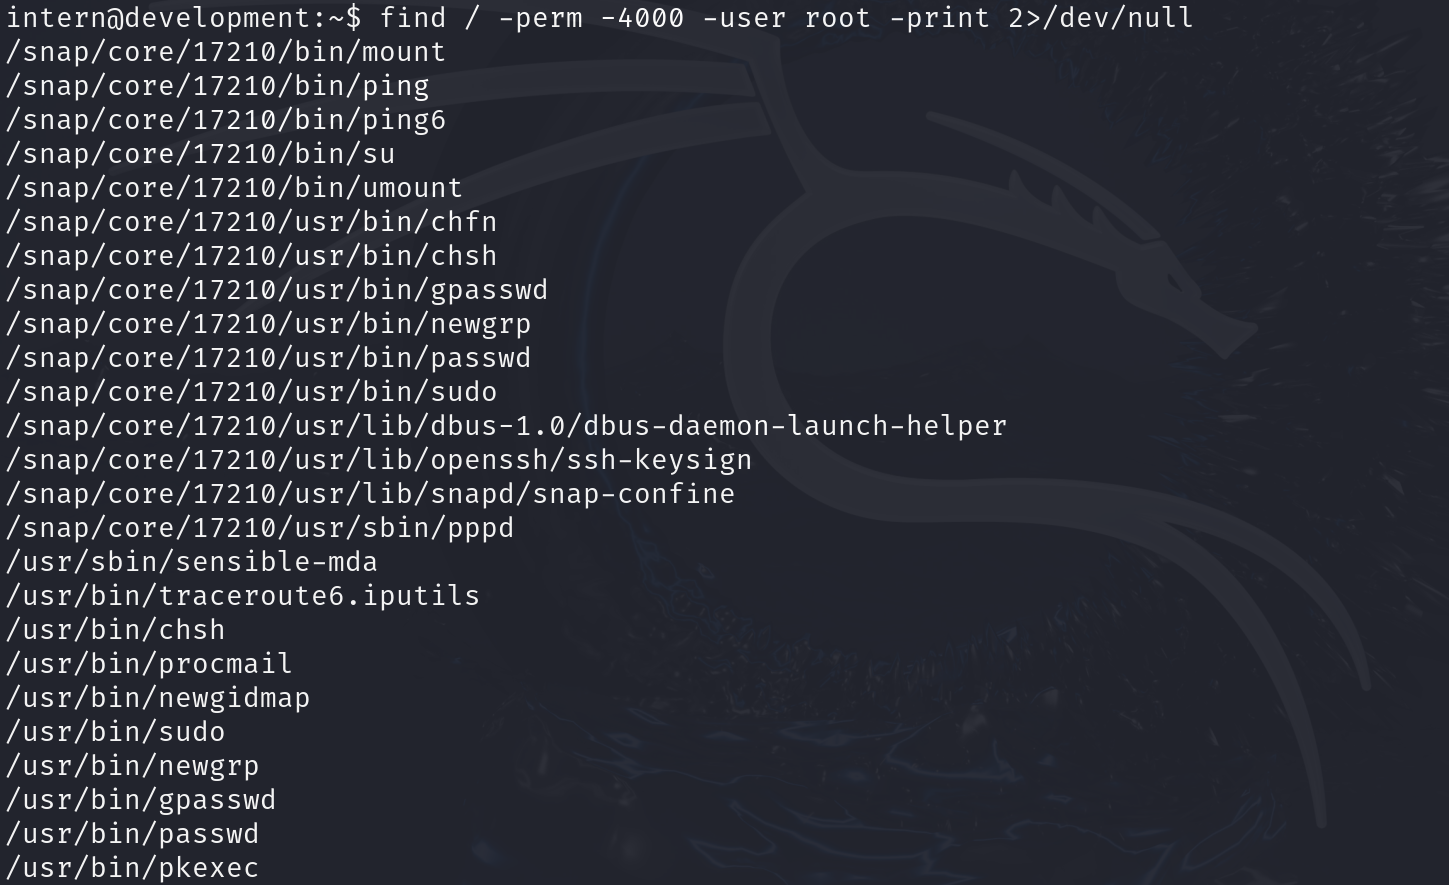 intern@development:~$ find / -perm -4000 -user root -print 2>/dev/null
/snap/core/17210/bin/mount
/snap/core/17210/bin/ping
/snap/core/17210/bin/ping6
/snap/core/17210/bin/su
/snap/core/17210/bin/umount
/snap/core/17210/usr/bin/chfn
/snap/core/17210/usr/bin/chsh
/snap/core/17210/usr/bin/gpasswd
/snap/core/17210/usr/bin/newgrp
/snap/core/17210/usr/bin/passwd
/snap/core/17210/usr/bin/sudo
/snap/core/17210/usr/lib/dbus-1.0/dbus-daemon-launch-helper
/snap/core/17210/usr/lib/openssh/ssh-keysign
/snap/core/17210/usr/lib/snapd/snap-confine
/snap/core/17210/usr/sbin/pppd
/usr/sbin/sensible-mda
/usr/bin/traceroute6.iputils
/usr/bin/chsh
/usr/bin/procmail
/usr/bin/newgidmap
/usr/bin/sudo
/usr/bin/newgrp
/usr/bin/gpasswd
/usr/bin/passwd
/usr/bin/pkexec